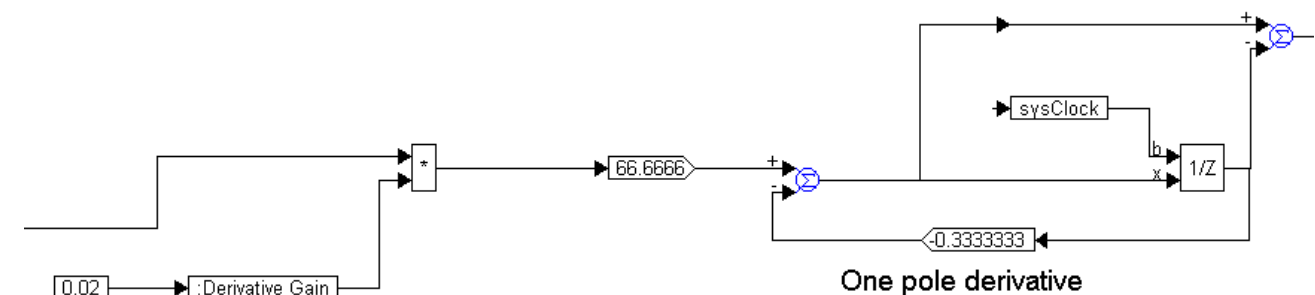 +
-
sysClock
*
66.6666
+
-
b
x
1/Z
-0.3333333
0.02
:Derivative Gain
One pole derivative